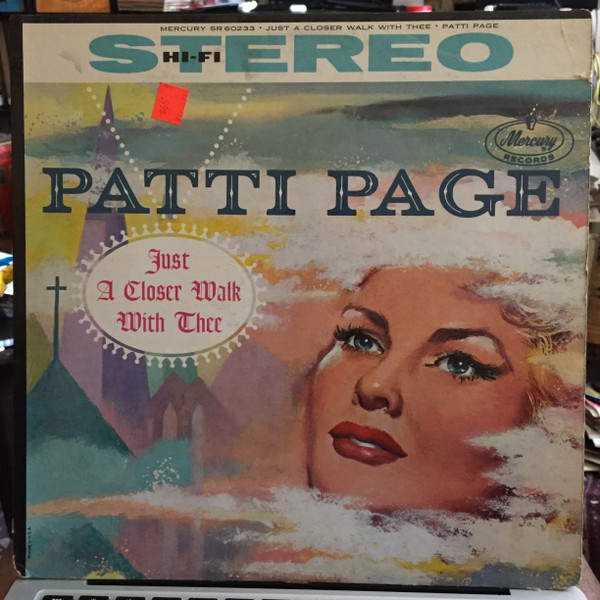 MERCURY SR 60233 • JUST A CLOSER WALK WITH THEE • PATTI PAGE
STEREO
HI-FI
Mercury
RECORDS
PATTI PAGE
Just
A Closer Walk
With Thee